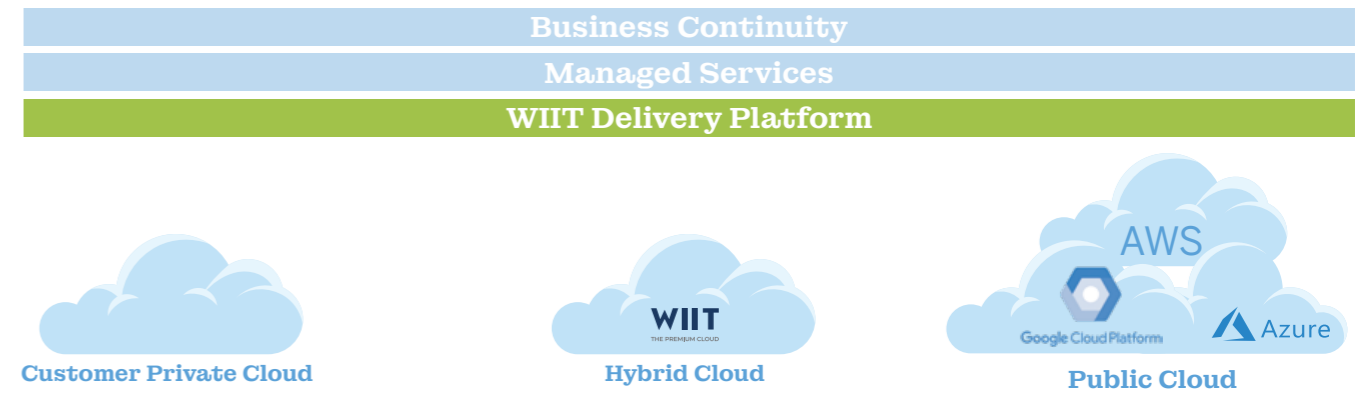 Business Continuity
Managed Services
WIIT Delivery Platform
AWS
WIIT
THE PREMIUM CLOUD
Google Cloud Platform
Azure
Customer Private Cloud
Hybrid Cloud
Public Cloud